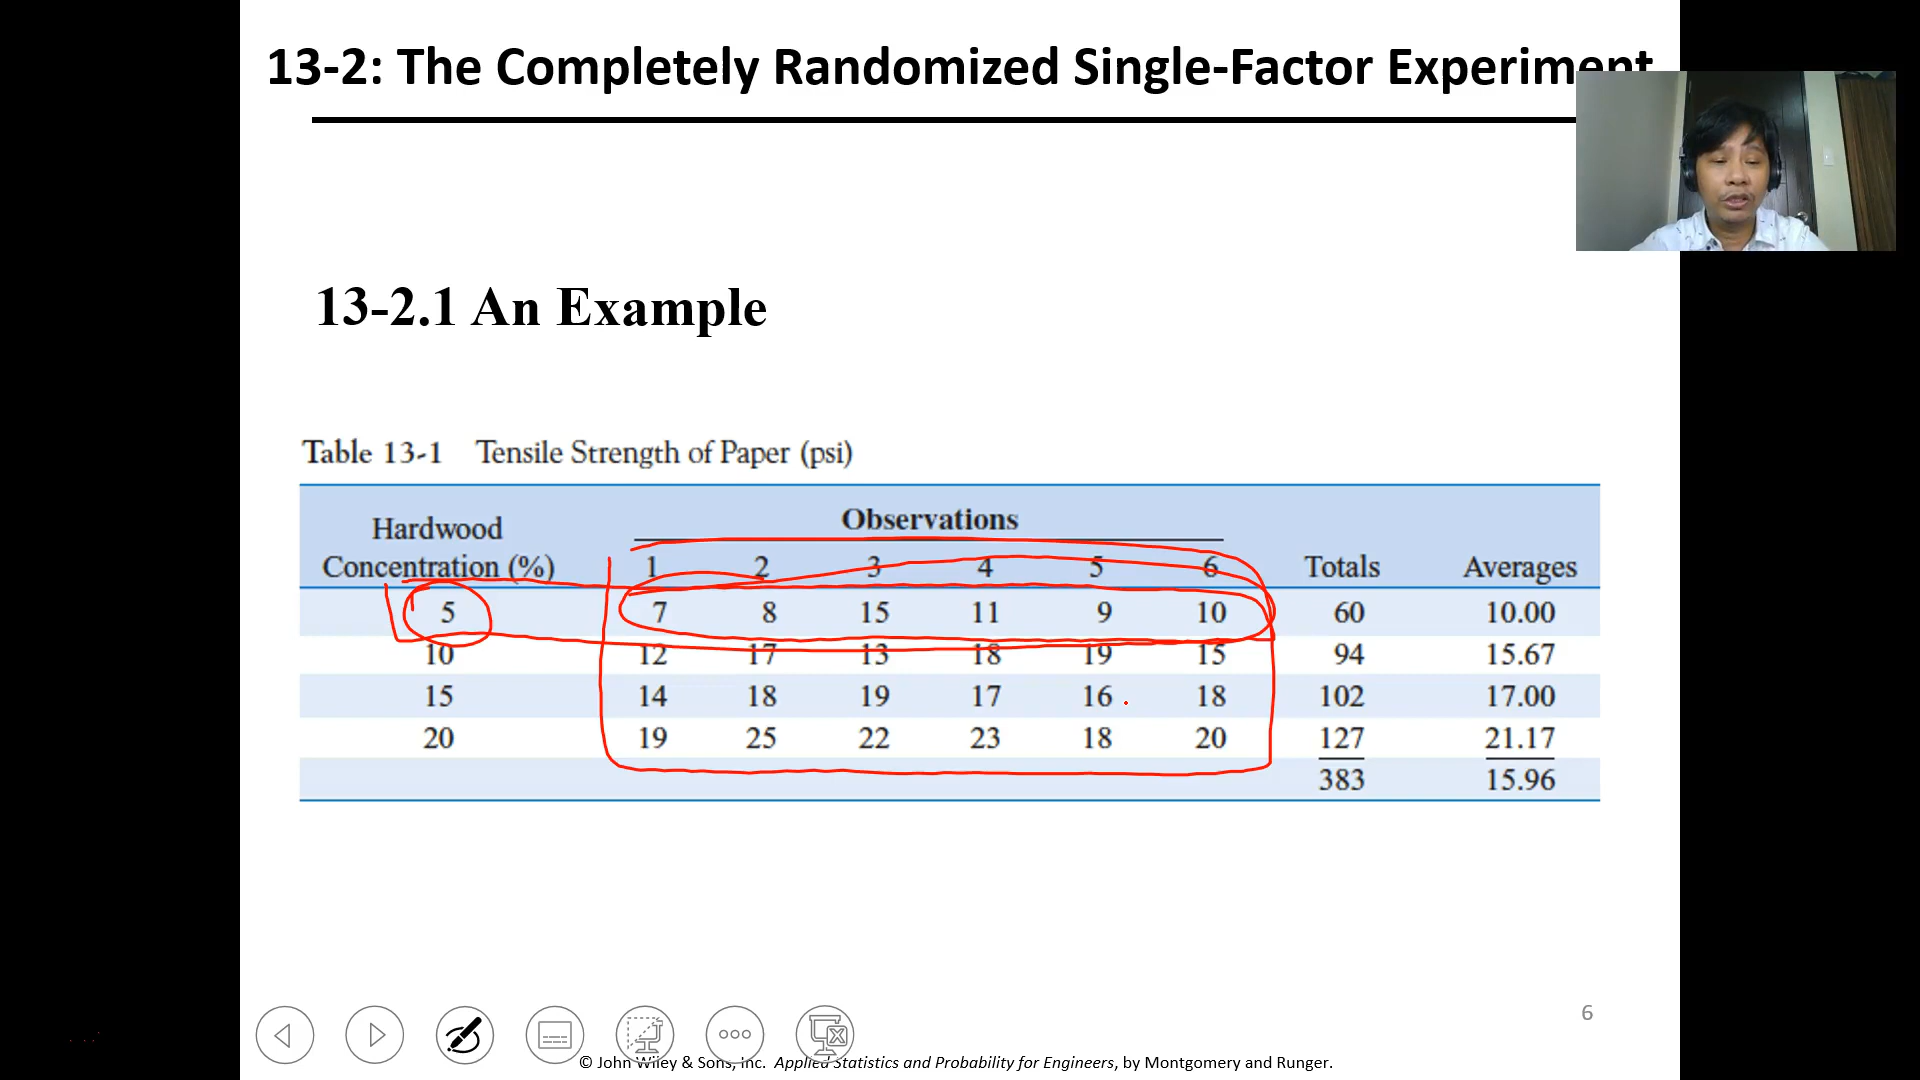 13-2: The Completely Randomized Single-Factor Experiment
13-2.1 An Example
Table 13-1 Tensile Strength of Paper (psi)
Hardwood Concentration (%) Observations Totals Averages
1 2 3 4 5 6
5 7 8 15 11 9 10 60 10.00
10 12 17 13 18 19 15 94 15.67
15 14 18 19 17 16 18 102 17.00
20 19 25 22 23 18 20 127 21.17
383 15.96
6
© John Wiley & Sons, Inc. Applied Statistics and Probability for Engineers, by Montgomery and Runger.